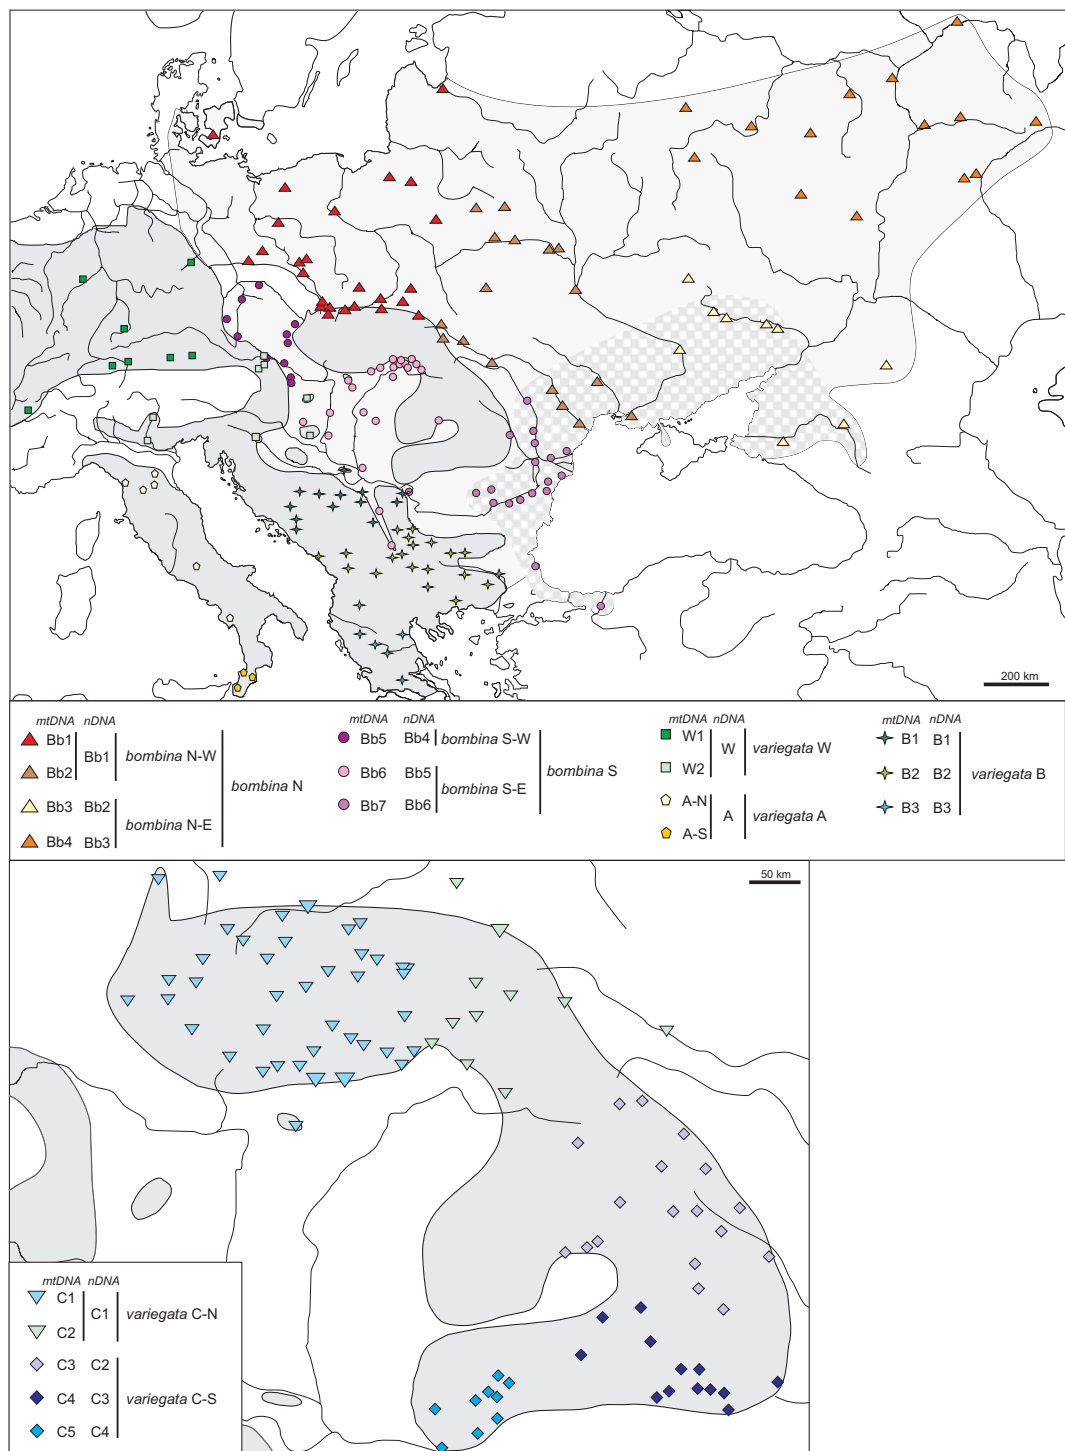 200 km
mtDNA nDNA
Bb1
Bb2
Bb1
bombina N-W
Bb3 Bb2
Bb4 Bb3
bombina N-E
bombina N
mtDNA nDNA
Bb5 Bb4 bombina S-W
Bb6 Bb5
Bb7 Bb6
bombina S-E
bombina S
mtDNA nDNA
W1
W2
W
variegata W
A-N
A-S
A
variegata A
mtDNA nDNA
B1 B1
B2 B2
B3 B3
variegata B
50 km
mtDNA nDNA
C1
C2
C1
variegata C-N
C3 C2
C4 C3
C5 C4
variegata C-S